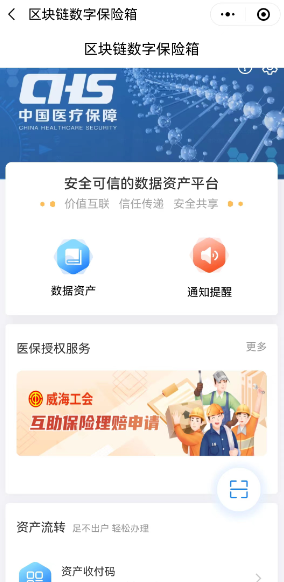 区块链数字保险箱
区块链数字保险箱
CHS
中国医疗保障
CHINA HEALTHCARE SECURITY
安全可信的数据资产平台
价值互联 信任传递 安全共享
数据资产
通知提醒
医保授权服务
更多
威海工会
互助保险理赔申请
资产流转 足不出户 轻松办理
资产收付码